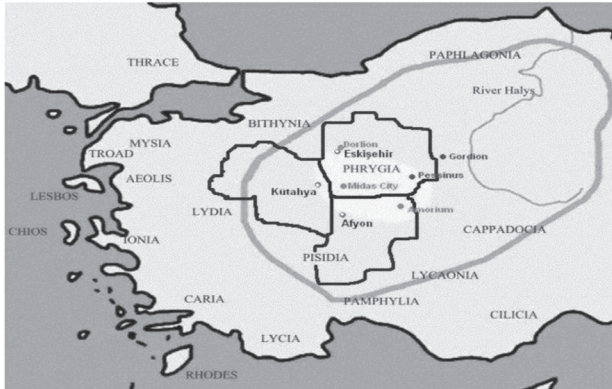 PAPHLAGONIA
THRACE
River Halys
BITHYNIA
MYSIA
Dorlion
Eskişehir
TROAD
Gordion
PHRYGIA
AEOLIS
Pessinus
Midas City
Kütahya
LESBOS
LYDIA
Amorium
Afyon
CHIOS
CAPPADOCIA
IONIA
PISIDIA
LYCAONIA
CARIA
PAMPHYLIA
CILICIA
LYCIA
RHODES